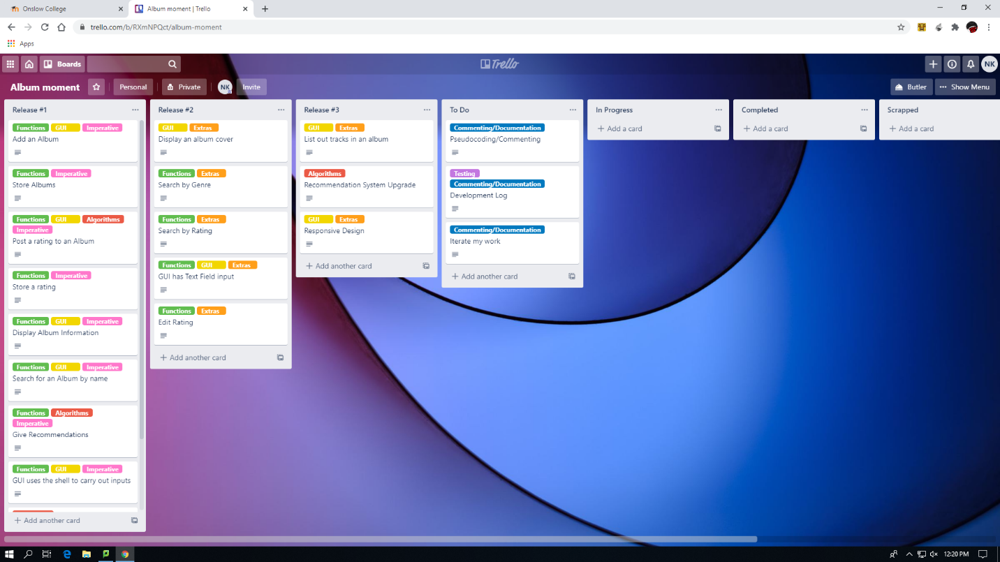 Onslow College
Album moment | Trello
trello.com/b/RXmNPQct/album-moment
Apps
Boards
Trello
NK
Album moment
Personal
Private
NK
Invite
Butler
Show Menu
Release #1
Functions GUI Imperative
Add an Album
Functions Imperative
Store Albums
Functions GUI Algorithms
Imperative
Post a rating to an Album
Functions Imperative
Store a rating
Functions GUI Imperative
Display Album Information
Functions GUI Imperative
Search for an Album by name
Functions Algorithms
Imperative
Give Recommendations
Functions GUI Imperative
GUI uses the shell to carry out inputs
+ Add another card
Release #2
GUI Extras
Display an album cover
Functions Extras
Search by Genre
Functions Extras
Search by Rating
Functions GUI Extras
GUI has Text Field input
Functions Extras
Edit Rating
+ Add another card
Release #3
GUI Extras
List out tracks in an album
Algorithms
Recommendation System Upgrade
GUI Extras
Responsive Design
+ Add another card
To Do
Commenting/Documentation
Pseudocoding/Commenting
Testing
Commenting/Documentation
Development Log
Commenting/Documentation
Iterate my work
+ Add another card
In Progress
+ Add a card
Completed
+ Add a card
Scrapped
+ Add a card
12:20 PM